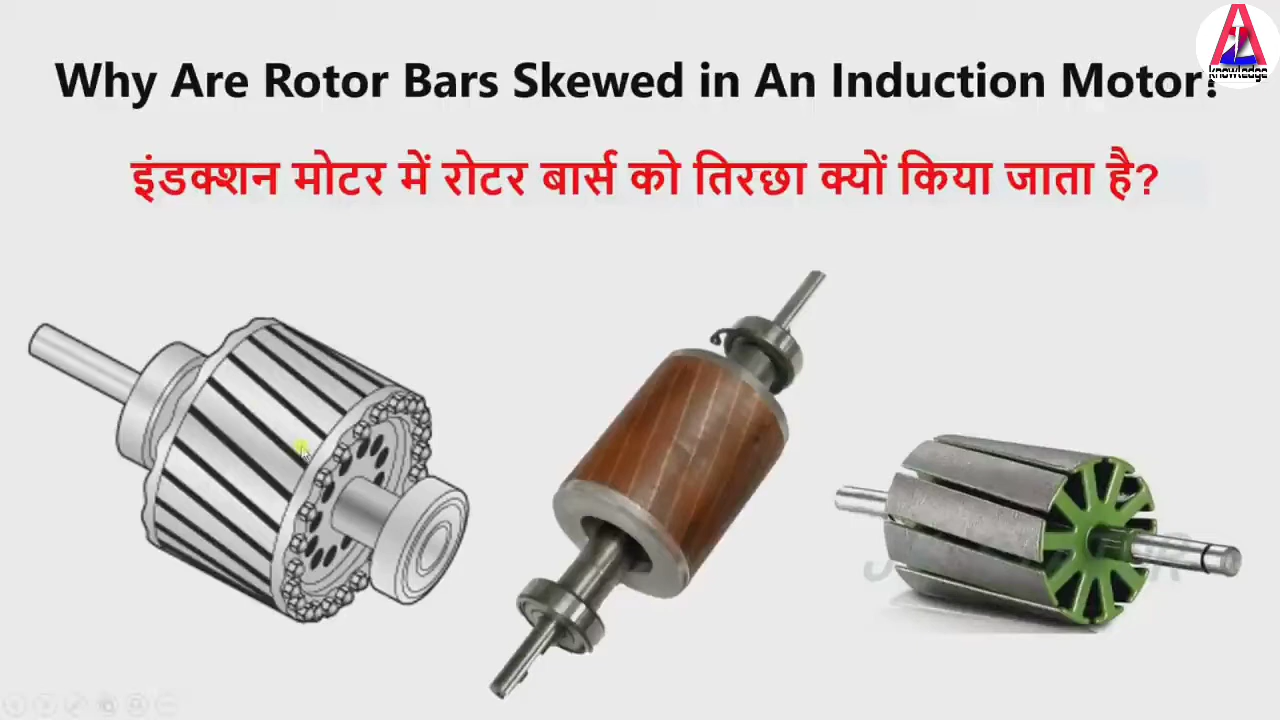 Why Are Rotor Bars Skewed in An Induction Motor?
इंडक्शन मोटर में रोटर बार्स को तिरछा क्यों किया जाता है?
knowledge